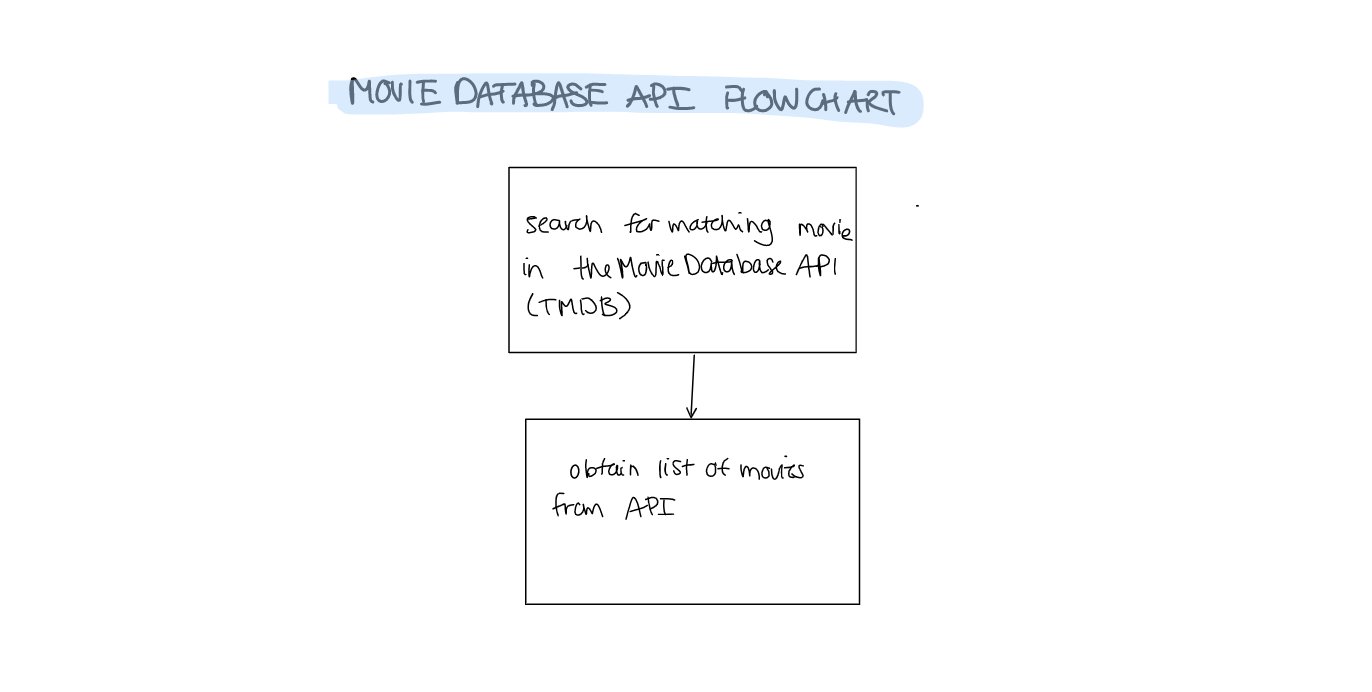 MOVIE DATABASE API FLOWCHART
search for matching movie
in the Movie Database API
(TMDB)
obtain list of movies
from API